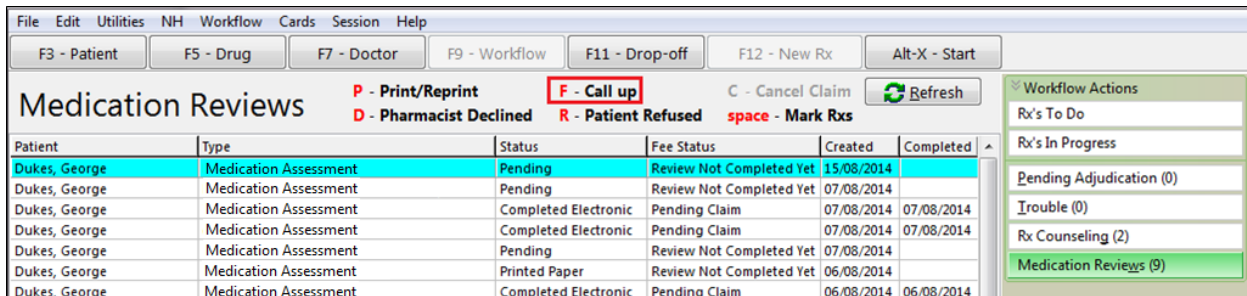 File Edit Utilities NH Workflow Cards Session Help
F3 - Patient F5 - Drug F7 - Doctor F9 - Workflow F11 - Drop-off F12 - New Rx Alt-X - Start
Medication Reviews
P - Print/Reprint F - Call up C - Cancel Claim Refresh
D - Pharmacist Declined R - Patient Refused space - Mark Rxs
Patient Type Status Fee Status Created Completed
Dukes, George Medication Assessment Pending Review Not Completed Yet 15/08/2014
Dukes, George Medication Assessment Pending Review Not Completed Yet 07/08/2014
Dukes, George Medication Assessment Completed Electronic Pending Claim 07/08/2014 07/08/2014
Dukes, George Medication Assessment Completed Electronic Pending Claim 07/08/2014 07/08/2014
Dukes, George Medication Assessment Pending Review Not Completed Yet 07/08/2014
Dukes, George Medication Assessment Printed Paper Review Not Completed Yet 06/08/2014
Dukes, George Medication Assessment Completed Electronic Pending Claim 06/08/2014 06/08/2014
Workflow Actions
Rx's To Do
Rx's In Progress
Pending Adjudication (0)
Trouble (0)
Rx Counseling (2)
Medication Reviews (9)